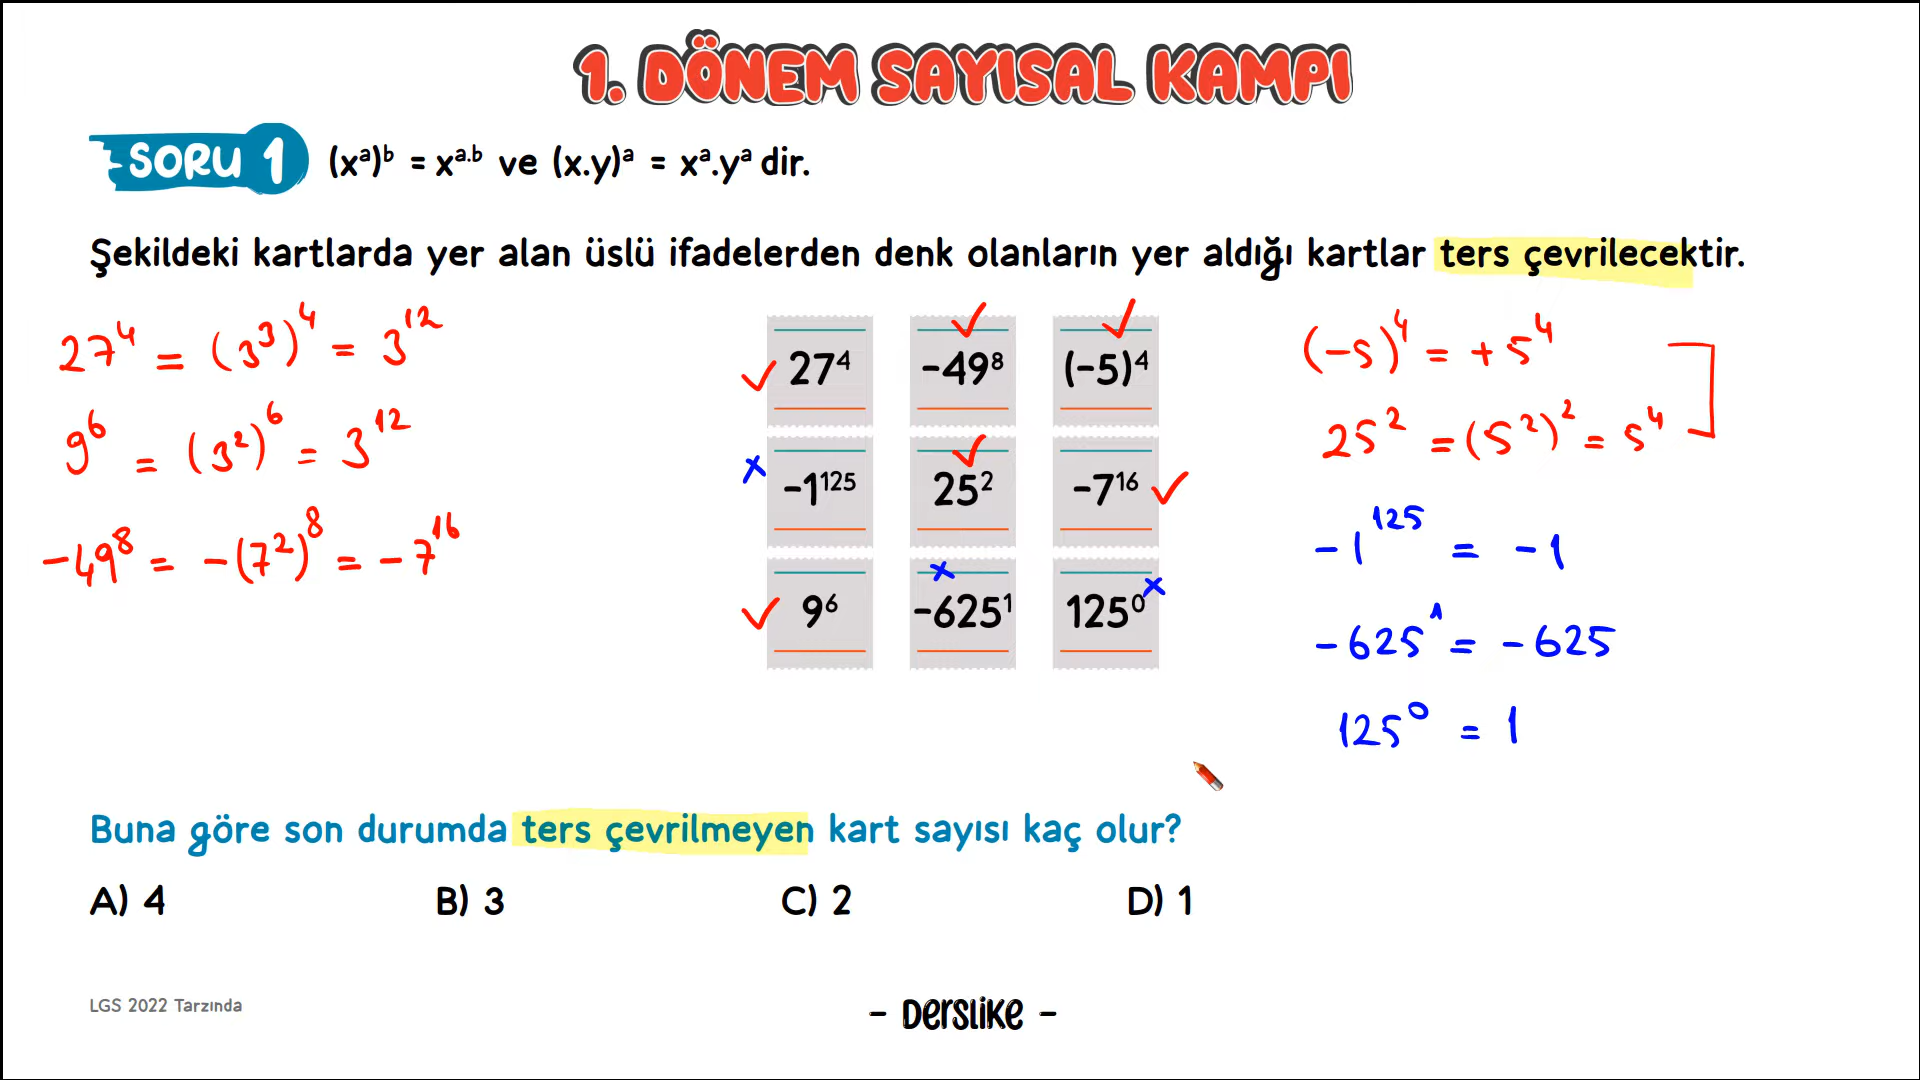 1. DÖNEM SAYISAL KAMPI
SORU 1 (xᵃ)ᵇ = xᵃ·ᵇ ve (x.y)ᵃ = xᵃ.yᵃ dir.
Şekildeki kartlarda yer alan üslü ifadelerden denk olanların yer aldığı kartlar ters çevrilecektir.
27⁴ = (3³)⁴ = 3¹²
9⁶ = (3²)⁶ = 3¹²
-49⁸ = -(7²)⁸ = -7¹⁶
✓ 27⁴ ✓ -49⁸ ✓ (-5)⁴
x -1¹²⁵ ✓ 25² -7¹⁶ ✓
✓ 9⁶ x -625¹ 125⁰ x
(-5)⁴ = +5⁴
25² = (5²)² = 5⁴
-1¹²⁵ = -1
-625¹ = -625
125⁰ = 1
Buna göre son durumda ters çevrilmeyen kart sayısı kaç olur?
A) 4 B) 3 C) 2 D) 1
LGS 2022 Tarzında
- DERSLİKE -